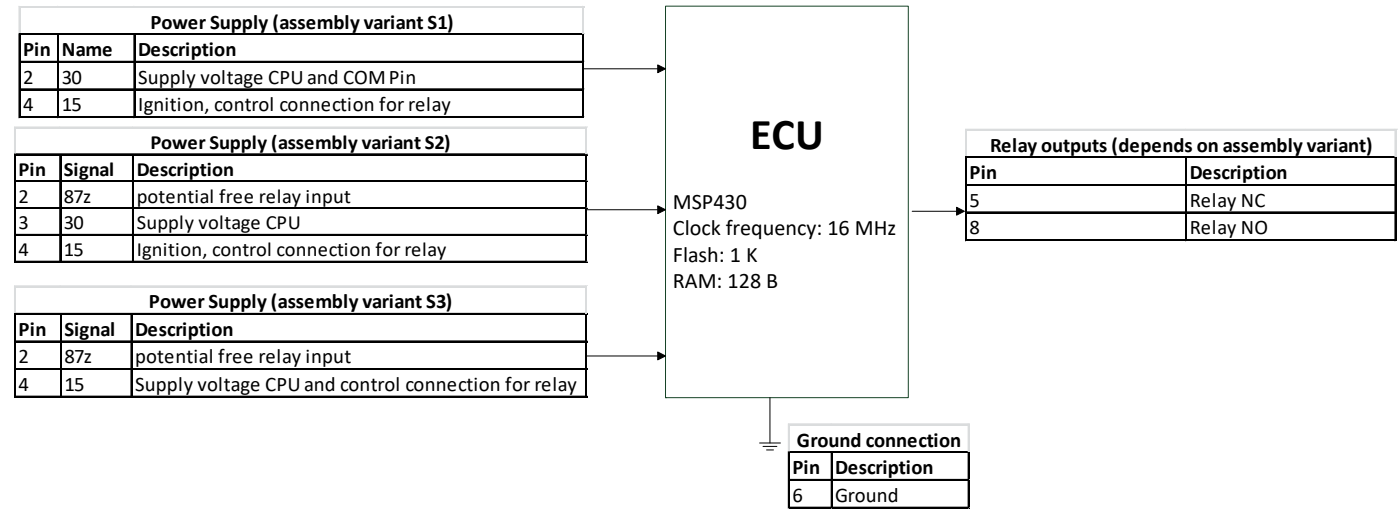 Power Supply (assembly variant S1)
Pin Name Description
2 30 Supply voltage CPU and COM Pin
4 15 Ignition, control connection for relay
Power Supply (assembly variant S2)
Pin Signal Description
2 87z potential free relay input
3 30 Supply voltage CPU
4 15 Ignition, control connection for relay
Power Supply (assembly variant S3)
Pin Signal Description
2 87z potential free relay input
4 15 Supply voltage CPU and control connection for relay
ECU
MSP430
Clock frequency: 16 MHz
Flash: 1 K
RAM: 128 B
Relay outputs (depends on assembly variant)
Pin Description
5 Relay NC
8 Relay NO
Ground connection
Pin Description
6 Ground